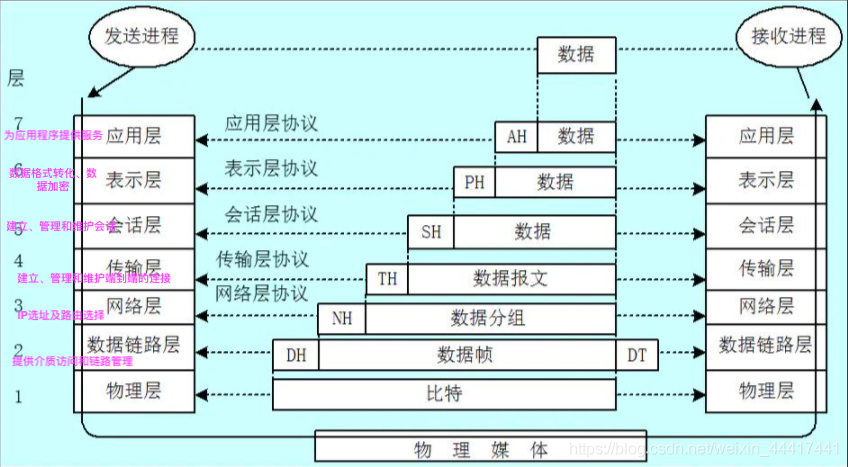 发送进程
数据
接收进程
层
7
为应用程序提供服务
应用层
应用层协议
AH
数据
应用层
6
数据格式转化、数
据加密
表示层
表示层协议
PH
数据
表示层
5
建立、管理和维护会话
会话层
会话层协议
SH
数据
会话层
4
建立、管理和维护端到端的连接
传输层
传输层协议
TH
数据报文
传输层
3
IP选址及路由选择
网络层
网络层协议
NH
数据分组
网络层
2
提供介质访问和链路管理
数据链路层
DH
数据帧
DT
数据链路层
1
物理层
比特
物理层
物 理 媒 体
https://blog.csdn.net/weixin_44417441